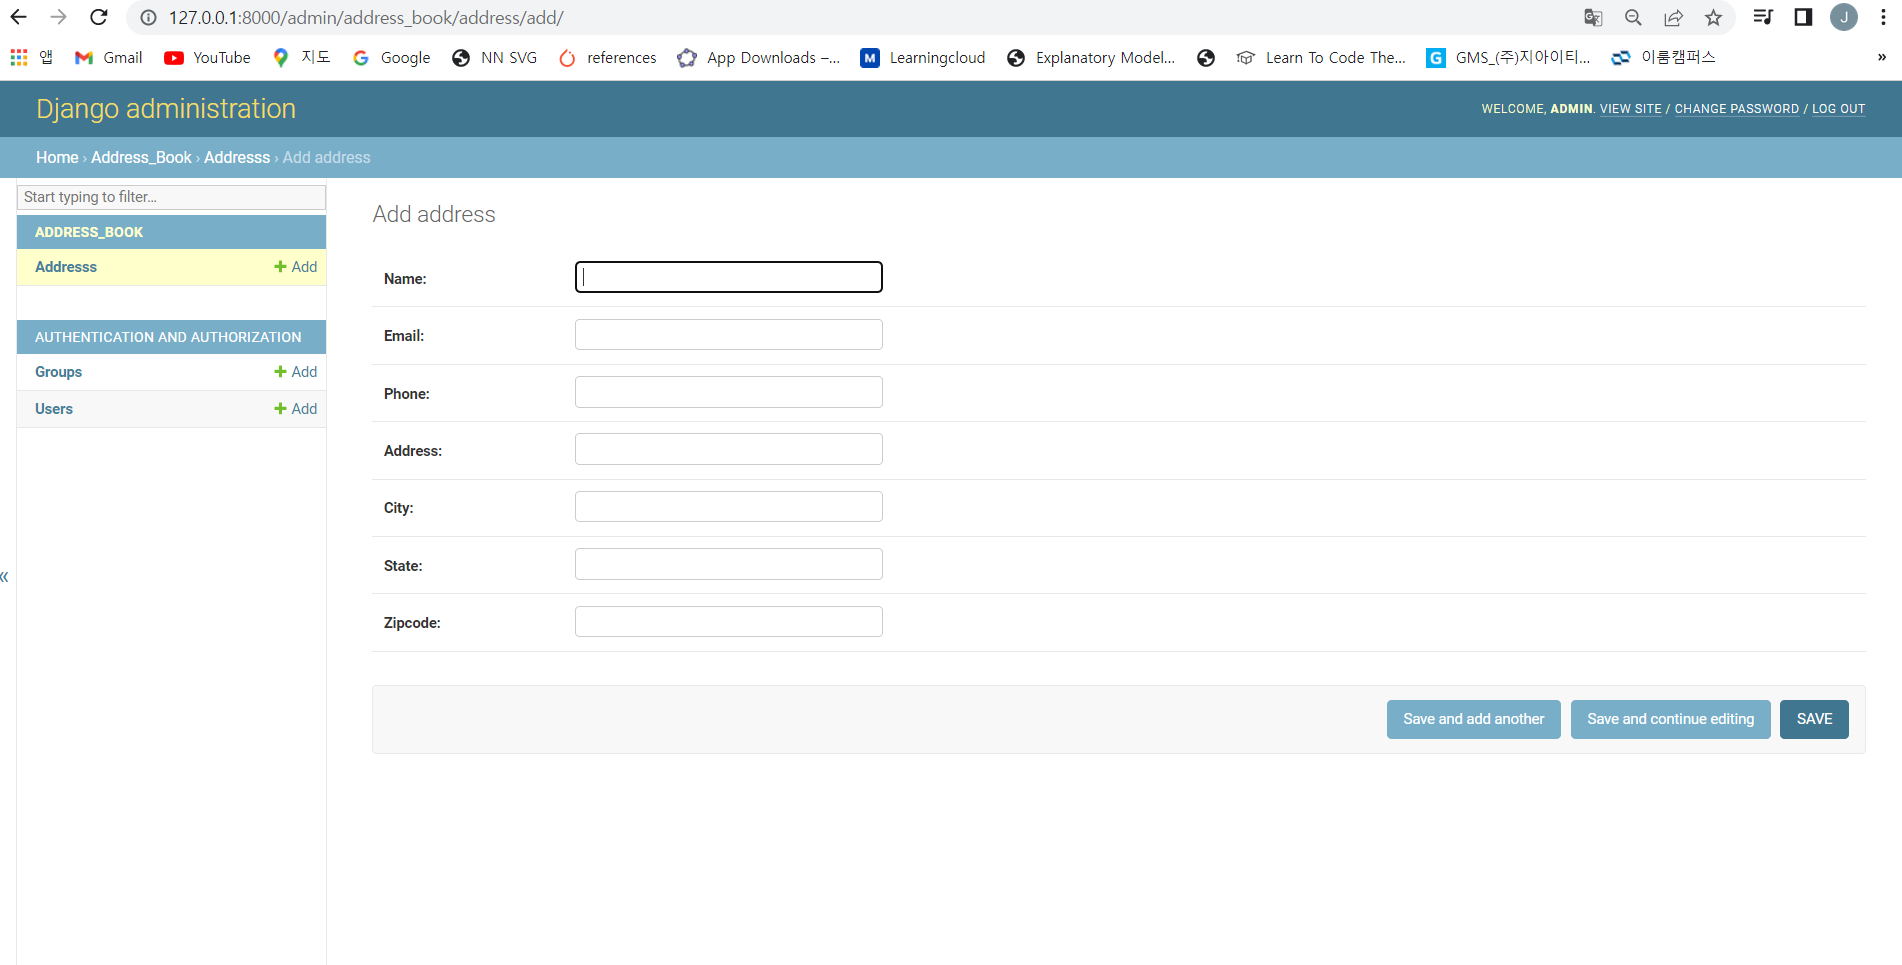 127.0.0.1:8000/admin/address_book/address/add/
J
앱 Gmail YouTube 지도 Google NN SVG references App Downloads –... M Learningcloud Explanatory Model... Learn To Code The... G GMS_(주)지아이티... 이룸캠퍼스 »
Django administration
WELCOME, ADMIN. VIEW SITE / CHANGE PASSWORD / LOG OUT
Home › Address_Book › Addresss › Add address
Start typing to filter...
ADDRESS_BOOK
Addresss + Add
AUTHENTICATION AND AUTHORIZATION
Groups + Add
Users + Add
«
Add address
Name:
Email:
Phone:
Address:
City:
State:
Zipcode:
Save and add another Save and continue editing SAVE